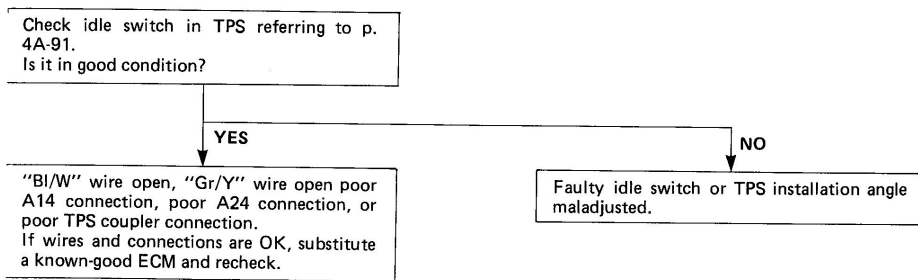 Check idle switch in TPS referring to p.
4A-91.
Is it in good condition?
YES
NO
"Bl/W" wire open, "Gr/Y" wire open poor
A14 connection, poor A24 connection, or
poor TPS coupler connection.
If wires and connections are OK, substitute
a known-good ECM and recheck.
Faulty idle switch or TPS installation angle
maladjusted.